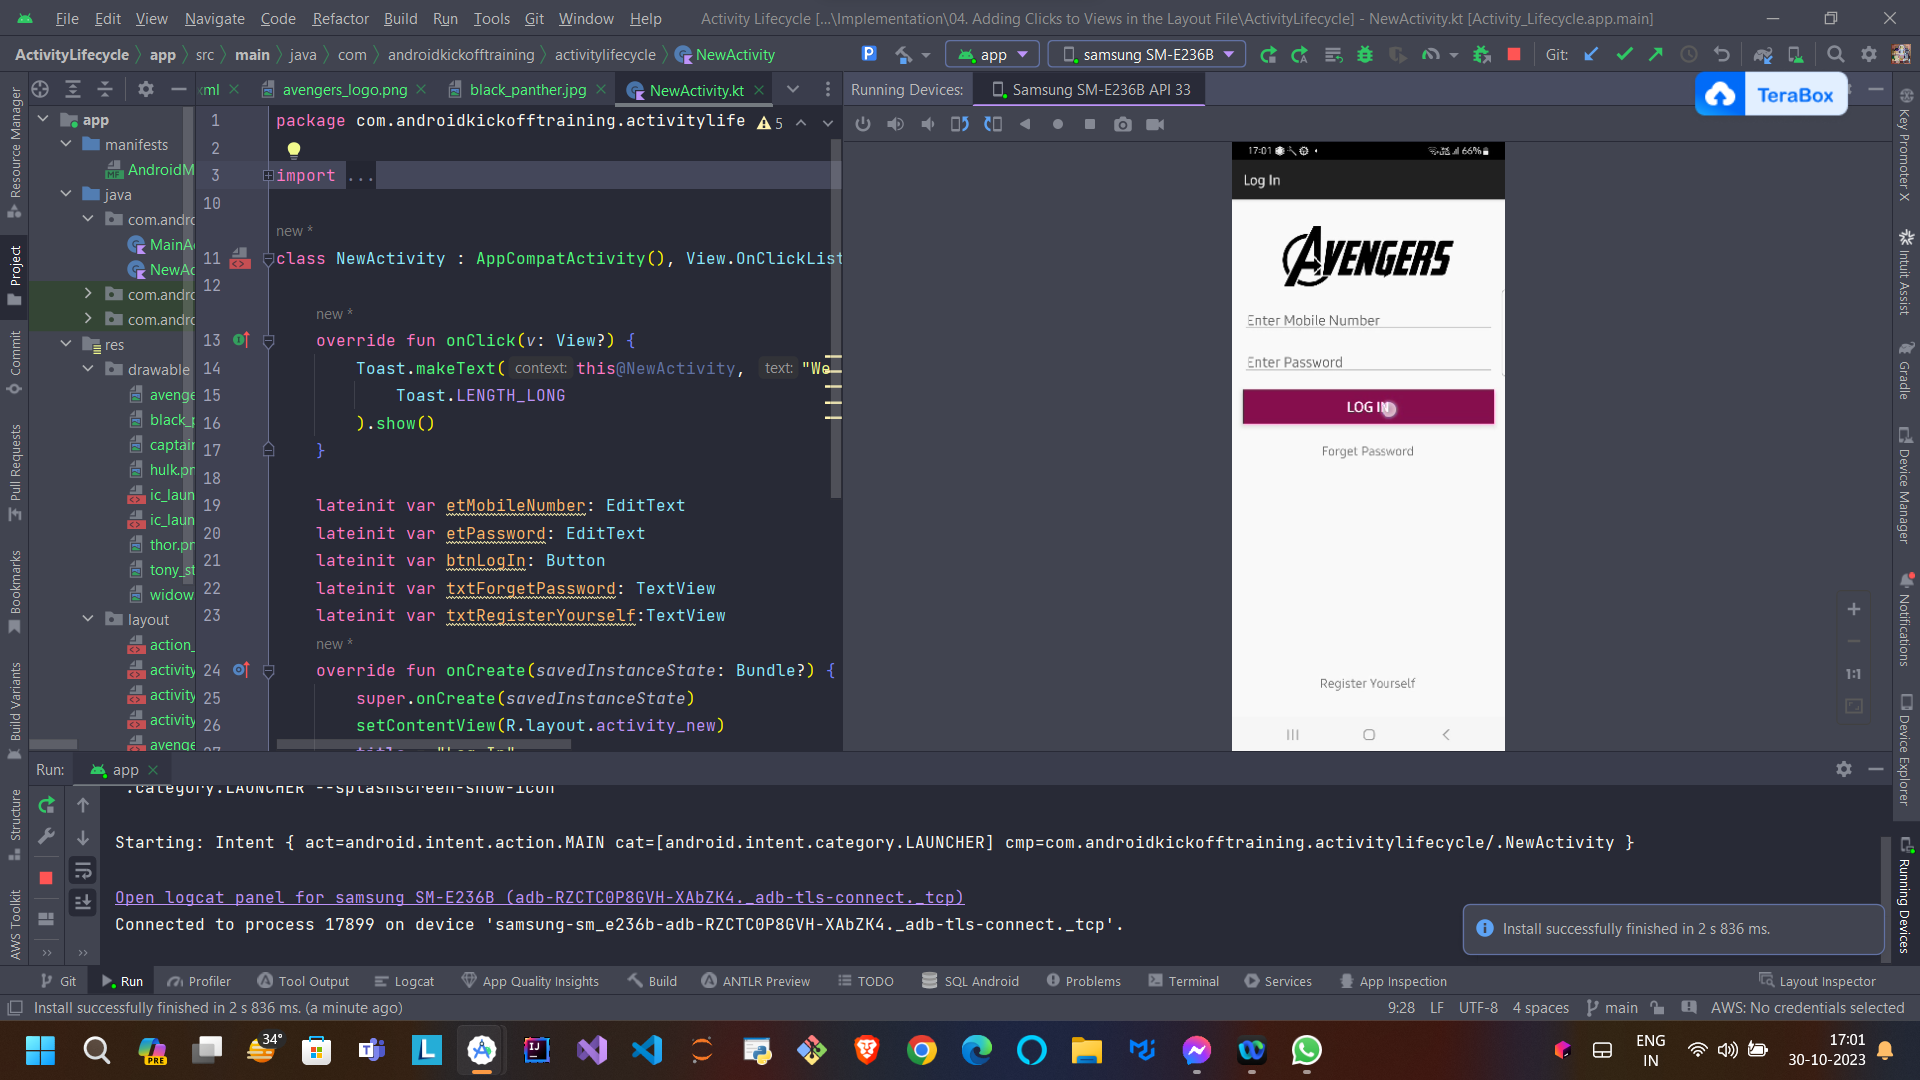 File Edit View Navigate Code Refactor Build Run Tools Git Window Help Activity Lifecycle [...\Implementation\04. Adding Clicks to Views in the Layout File\ActivityLifecycle] - NewActivity.kt [Activity_Lifecycle.app.main]
ActivityLifecycle app src main java com androidkickofftraining activitylifecycle NewActivity app samsung SM-E236B Git:
xml avengers_logo.png black_panther.jpg NewActivity.kt Running Devices: Samsung SM-E236B API 33
TeraBox
Resource Manager
Project
Commit
Pull Requests
Bookmarks
Build Variants
Structure
AWS Toolkit
app
manifests
AndroidM
java
com.andro
MainA
NewAc
com.andro
com.andro
res
drawable
avenge
black_p
captain
hulk.pn
ic_laun
ic_laun
thor.pn
tony_st
widow
layout
action_
activity
activity
activity
avenge
1 package com.androidkickofftraining.activitylife 5
2
3 import ...
10
new *
11 class NewActivity : AppCompatActivity(), View.OnClickList
12
new *
13 override fun onClick(v: View?) {
14 Toast.makeText( context: this@NewActivity, text: "We
15 Toast.LENGTH_LONG
16 ).show()
17 }
18
19 lateinit var etMobileNumber: EditText
20 lateinit var etPassword: EditText
21 lateinit var btnLogIn: Button
22 lateinit var txtForgetPassword: TextView
23 lateinit var txtRegisterYourself:TextView
new *
24 override fun onCreate(savedInstanceState: Bundle?) {
25 super.onCreate(savedInstanceState)
26 setContentView(R.layout.activity_new)
27 title = "Log In"
17:01 66%
Log In
AVENGERS
Enter Mobile Number
Enter Password
LOG IN
Forget Password
Register Yourself
1:1
Key Promoter X
Intuit Assist
Gradle
Device Manager
Notifications
Device Explorer
Running Devices
Run: app
.category.LAUNCHER --splashscreen-show-icon
Starting: Intent { act=android.intent.action.MAIN cat=[android.intent.category.LAUNCHER] cmp=com.androidkickofftraining.activitylifecycle/.NewActivity }
Open logcat panel for samsung SM-E236B (adb-RZCTC0P8GVH-XAbZK4._adb-tls-connect._tcp)
Connected to process 17899 on device 'samsung-sm_e236b-adb-RZCTC0P8GVH-XAbZK4._adb-tls-connect._tcp'.
Install successfully finished in 2 s 836 ms.
Git Run Profiler Tool Output Logcat App Quality Insights Build ANTLR Preview TODO SQL Android Problems Terminal Services App Inspection Layout Inspector
Install successfully finished in 2 s 836 ms. (a minute ago) 9:28 LF UTF-8 4 spaces main AWS: No credentials selected
PRE 34° ENG IN 17:01
30-10-2023